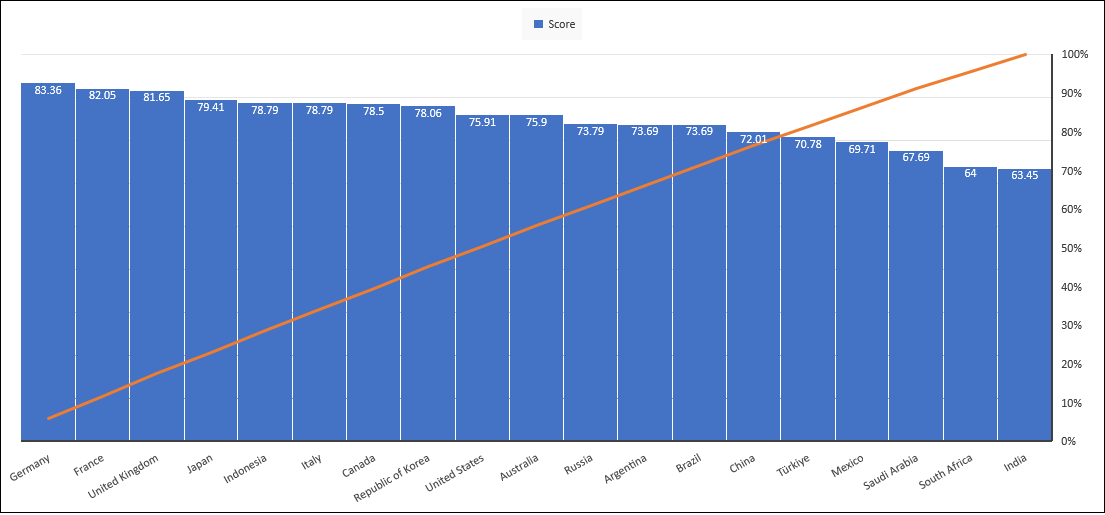 Score
100%
90%
80%
70%
60%
50%
40%
30%
20%
10%
0%
83.36
82.05
81.65
79.41
78.79
78.79
78.5
78.06
75.91
75.9
73.79
73.69
73.69
72.01
70.78
69.71
67.69
64
63.45
Germany
France
United Kingdom
Japan
Indonesia
Italy
Canada
Republic of Korea
United States
Australia
Russia
Argentina
Brazil
China
Türkiye
Mexico
Saudi Arabia
South Africa
India